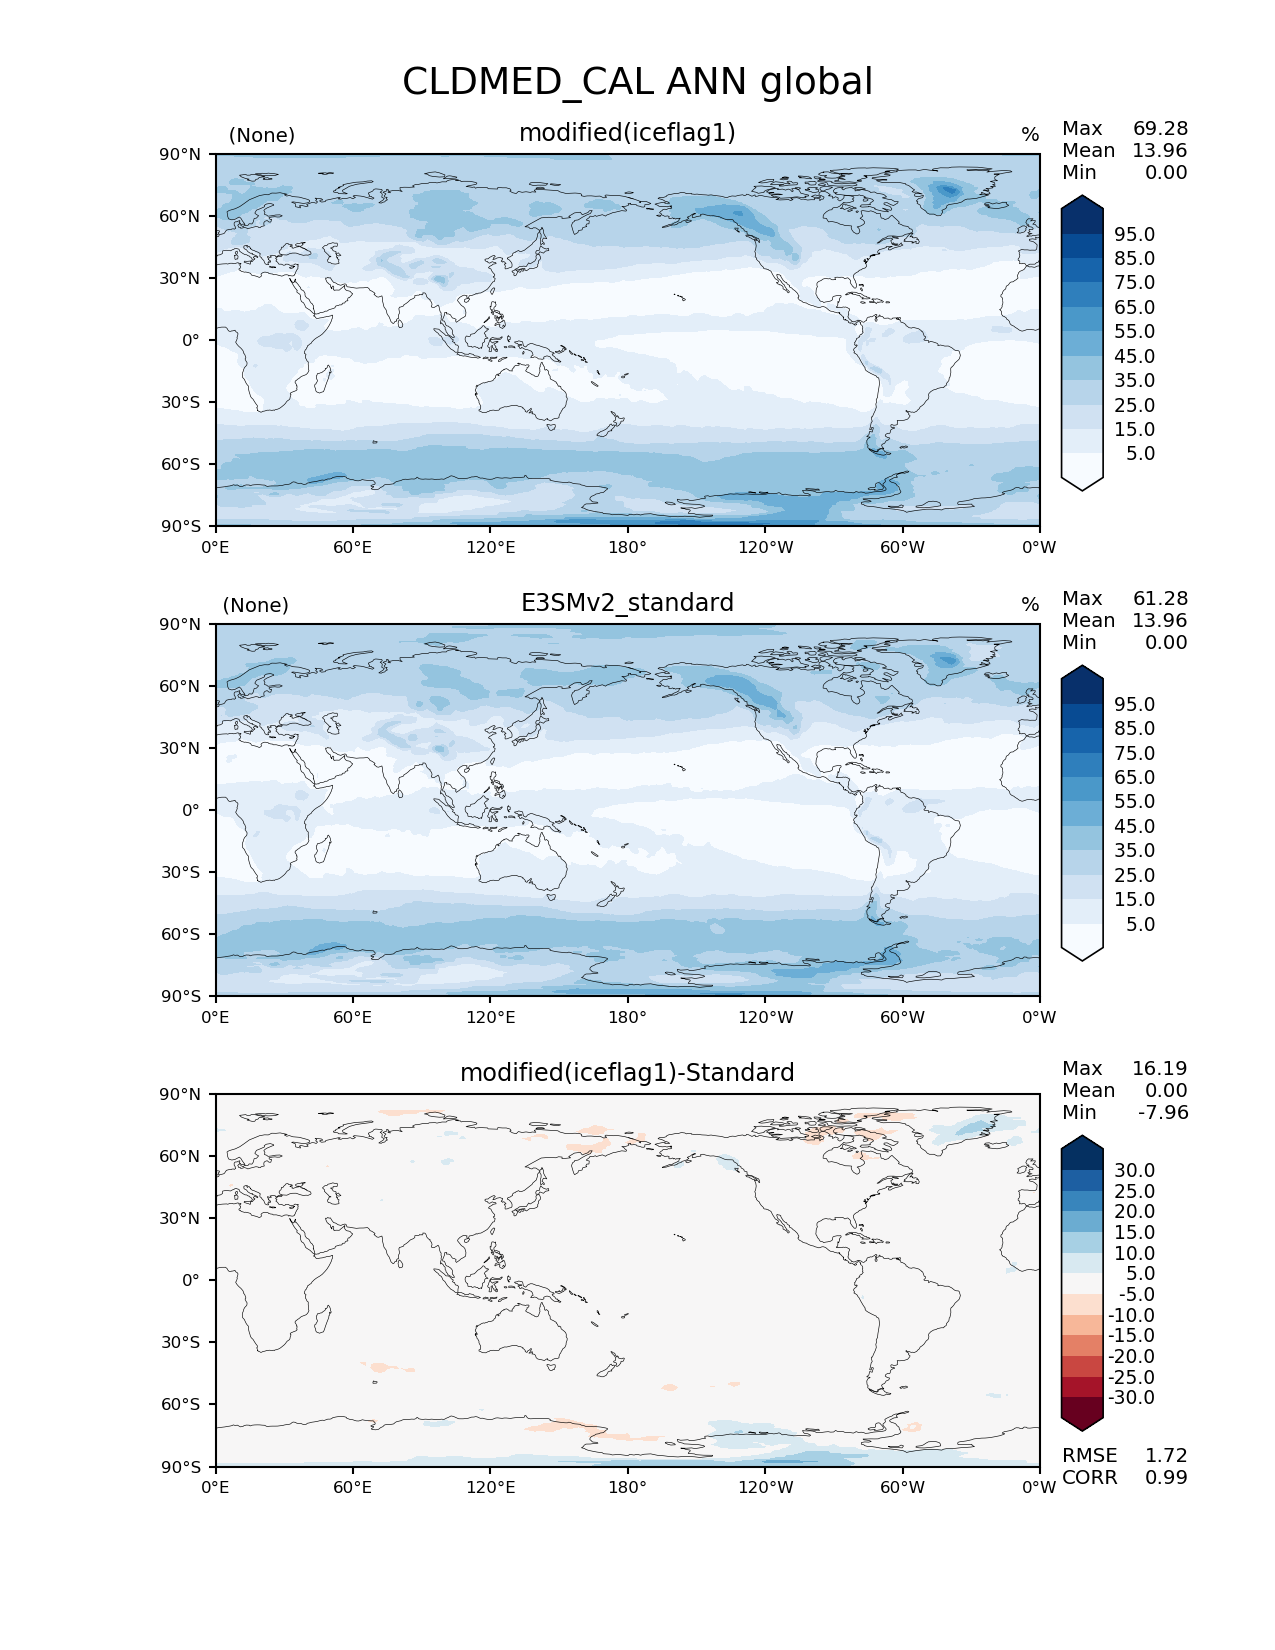 CLDMED_CAL ANN global
(None) modified(iceflag1) %
Max 69.28
Mean 13.96
Min 0.00
90°N
60°N
30°N
0°
30°S
60°S
90°S
0°E 60°E 120°E 180° 120°W 60°W 0°W
95.0
85.0
75.0
65.0
55.0
45.0
35.0
25.0
15.0
5.0
(None) E3SMv2_standard %
Max 61.28
Mean 13.96
Min 0.00
90°N
60°N
30°N
0°
30°S
60°S
90°S
0°E 60°E 120°E 180° 120°W 60°W 0°W
95.0
85.0
75.0
65.0
55.0
45.0
35.0
25.0
15.0
5.0
modified(iceflag1)-Standard
Max 16.19
Mean 0.00
Min -7.96
90°N
60°N
30°N
0°
30°S
60°S
90°S
0°E 60°E 120°E 180° 120°W 60°W 0°W
30.0
25.0
20.0
15.0
10.0
5.0
-5.0
-10.0
-15.0
-20.0
-25.0
-30.0
RMSE 1.72
CORR 0.99